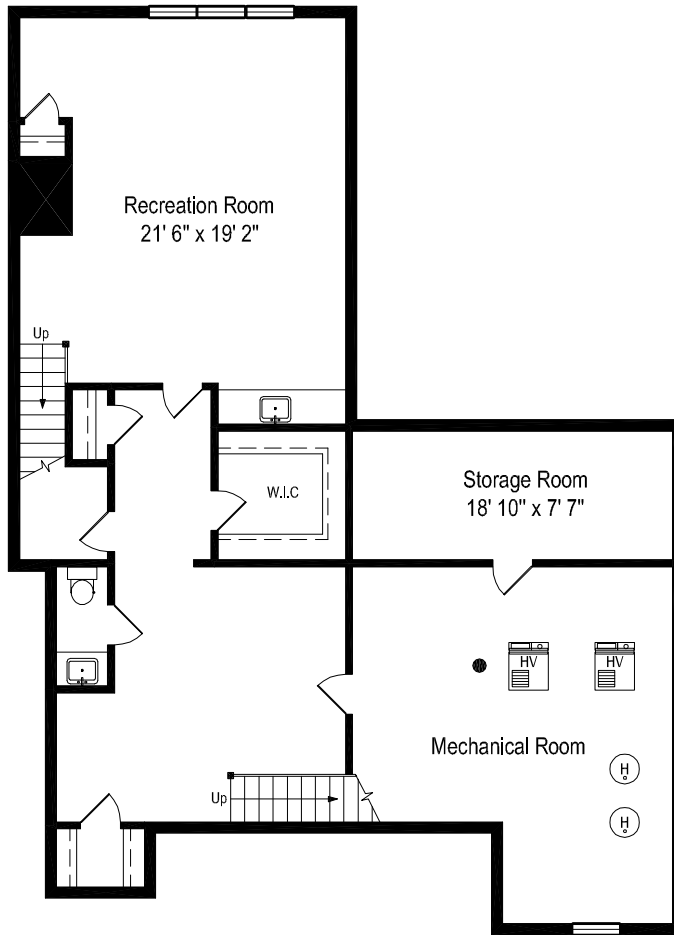 Recreation Room
21' 6" x 19' 2"
Up
W.I.C
Storage Room
18' 10" x 7' 7"
HV
HV
Mechanical Room
H
H
Up